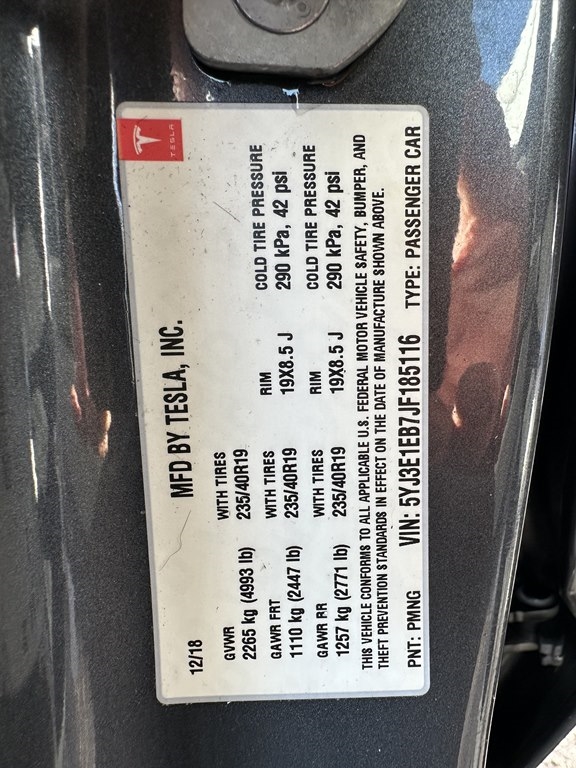 TESLA
MFD BY TESLA, INC.
12/18
GVWR WITH TIRES
2265 kg (4993 lb) 235/40R19
GAWR FRT WITH TIRES RIM COLD TIRE PRESSURE
1110 kg (2447 lb) 235/40R19 19X8.5 J 290 kPa, 42 psi
GAWR RR WITH TIRES RIM COLD TIRE PRESSURE
1257 kg (2771 lb) 235/40R19 19X8.5 J 290 kPa, 42 psi
THIS VEHICLE CONFORMS TO ALL APPLICABLE U.S. FEDERAL MOTOR VEHICLE SAFETY, BUMPER, AND
THEFT PREVENTION STANDARDS IN EFFECT ON THE DATE OF MANUFACTURE SHOWN ABOVE.
PNT: PMNG VIN: 5YJ3E1EB7JF185116 TYPE: PASSENGER CAR